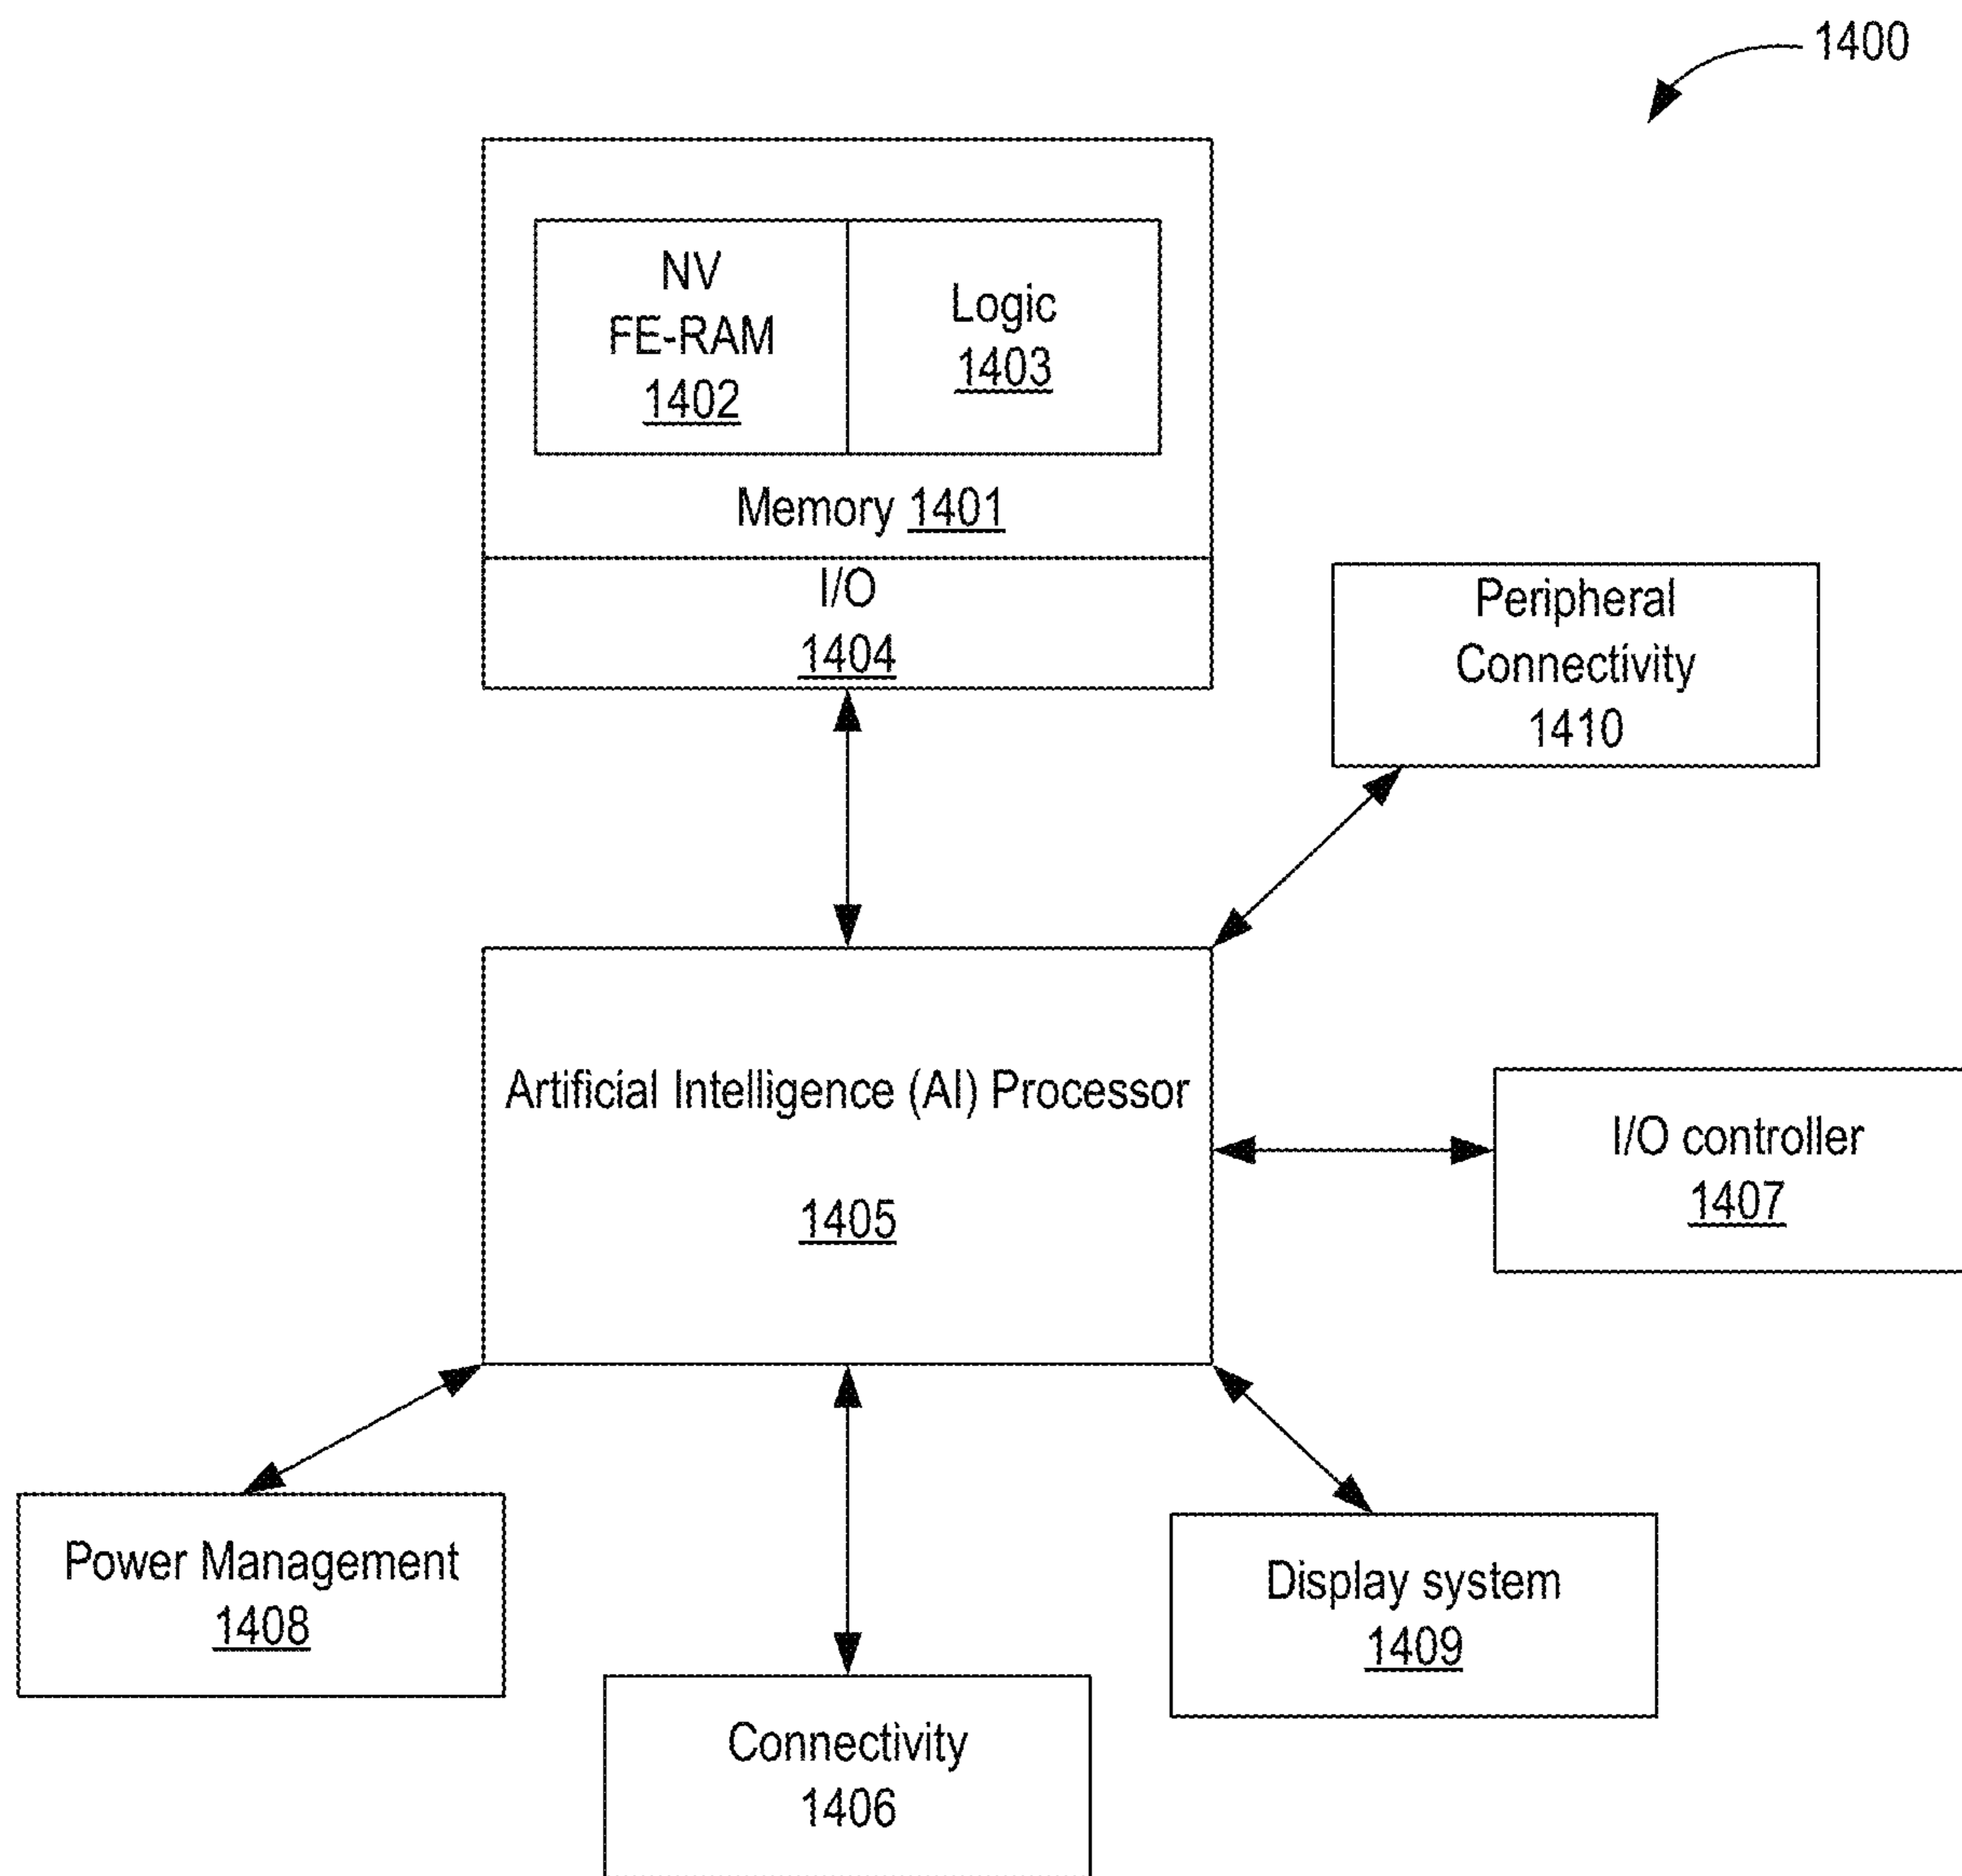 1400
NV
FE-RAM
1402
Logic
1403
Memory 1401
I/O
1404
Peripheral
Connectivity
1410
Artificial Intelligence (AI) Processor
1405
I/O controller
1407
Power Management
1408
Display system
1409
Connectivity
1406